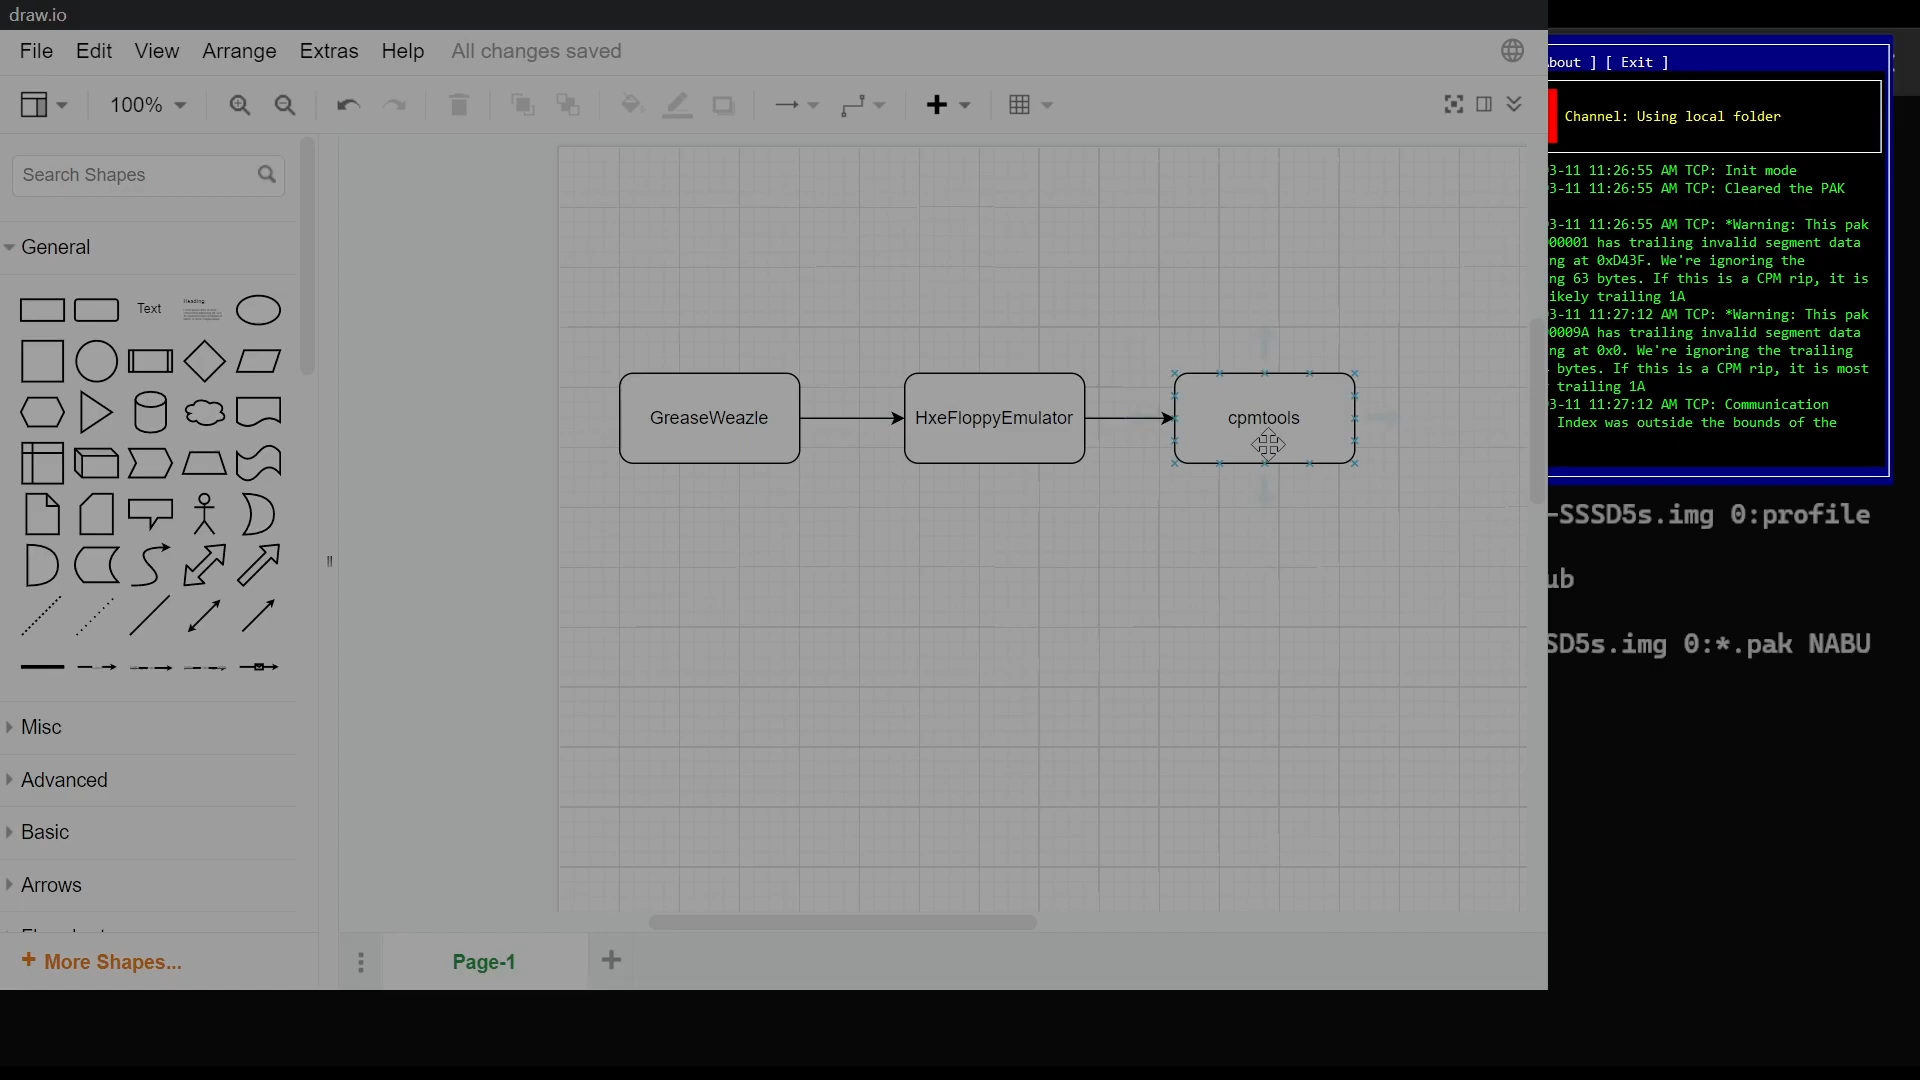 draw.io
File Edit View Arrange Extras Help All changes saved
100%
Search Shapes
General
Text
Heading
Misc
Advanced
Basic
Arrows
+ More Shapes...
GreaseWeazle
HxeFloppyEmulator
cpmtools
Page-1
bout ] [ Exit ]
Channel: Using local folder
3-11 11:26:55 AM TCP: Init mode
3-11 11:26:55 AM TCP: Cleared the PAK
3-11 11:26:55 AM TCP: *Warning: This pak
00001 has trailing invalid segment data
ng at 0xD43F. We're ignoring the
ng 63 bytes. If this is a CPM rip, it is
ikely trailing 1A
3-11 11:27:12 AM TCP: *Warning: This pak
0009A has trailing invalid segment data
ng at 0x0. We're ignoring the trailing
bytes. If this is a CPM rip, it is most
trailing 1A
3-11 11:27:12 AM TCP: Communication
Index was outside the bounds of the
-SSSD5s.img 0:profile
ub
SD5s.img 0:*.pak NABU